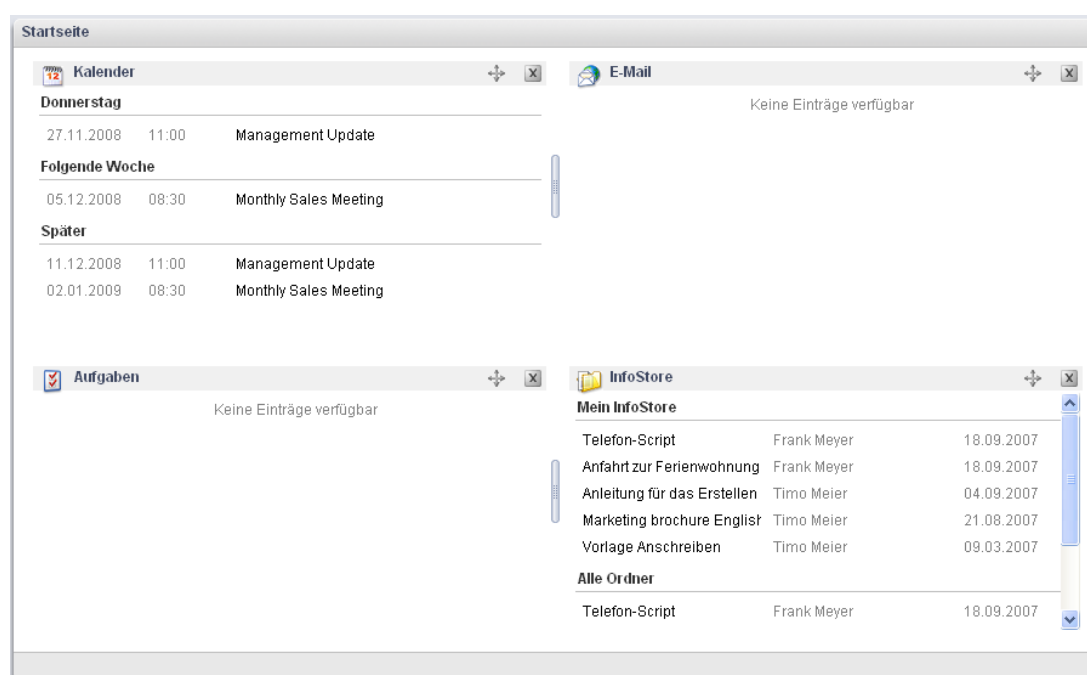 Startseite
Kalender
Donnerstag
27.11.2008 11:00 Management Update
Folgende Woche
05.12.2008 08:30 Monthly Sales Meeting
Später
11.12.2008 11:00 Management Update
02.01.2009 08:30 Monthly Sales Meeting
E-Mail
Keine Einträge verfügbar
Aufgaben
Keine Einträge verfügbar
InfoStore
Mein InfoStore
Telefon-Script Frank Meyer 18.09.2007
Anfahrt zur Ferienwohnung Frank Meyer 18.09.2007
Anleitung für das Erstellen Timo Meier 04.09.2007
Marketing brochure English Timo Meier 21.08.2007
Vorlage Anschreiben Timo Meier 09.03.2007
Alle Ordner
Telefon-Script Frank Meyer 18.09.2007